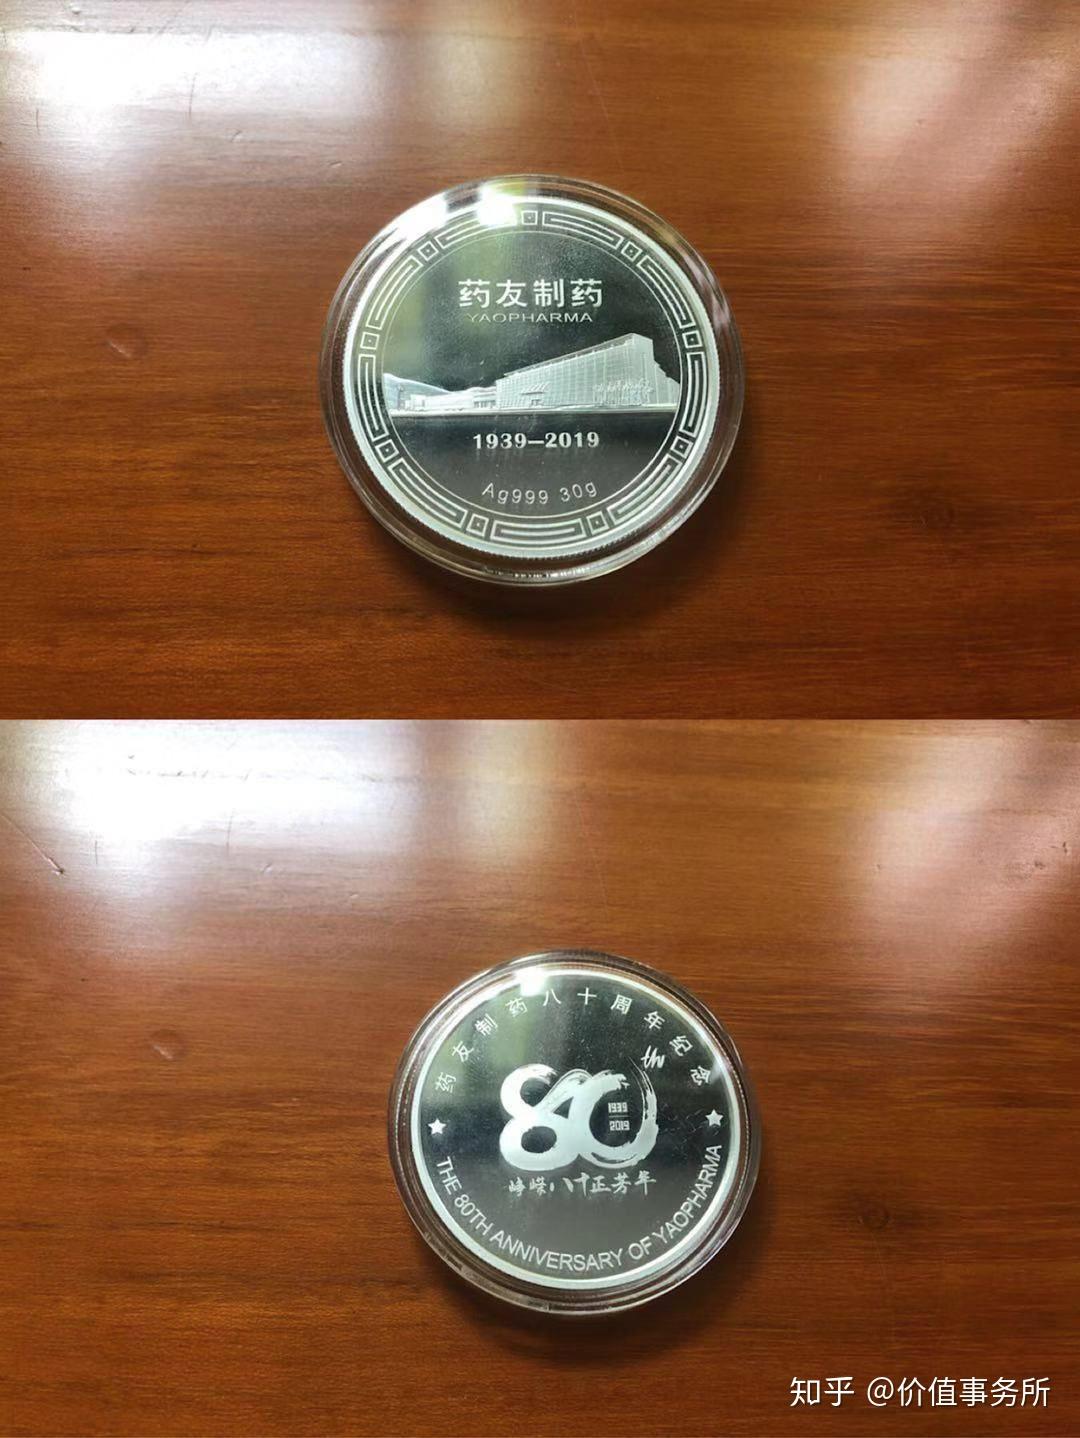 药友制药
YAOPHARMA
1939-2019
Ag999 30g
药友制药八十周年纪念
80
1939
2019
峥嵘八十正芳年
THE 80TH ANNIVERSARY OF YAOPHARMA
知乎 @价值事务所